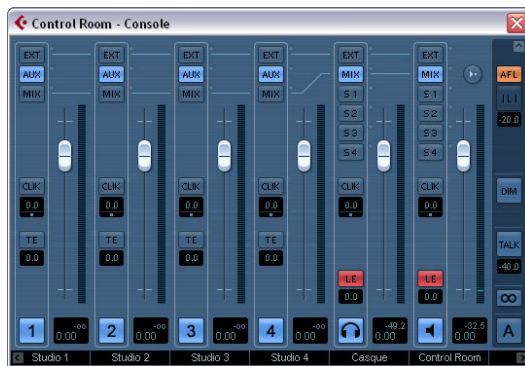 Control Room - Console
EXT EXT EXT EXT EXT EXT
AUX AUX AUX AUX MIX MIX AFL
MIX MIX MIX MIX S 1 S 1 |L|
S 2 S 2 -20.0
S 3 S 3
S 4 S 4
CLIK CLIK CLIK CLIK CLIK CLIK DIM
0.0 0.0 0.0 0.0 0.0 0.0
TE TE TE TE TALK
0.0 0.0 0.0 0.0 -40.0
LE LE
0.0 0.0
1 -oo 2 -oo 3 -oo 4 -oo -49.2 -32.5 A
0.00 0.00 0.00 0.00 0.00 0.00
Studio 1 Studio 2 Studio 3 Studio 4 Casque Control Room